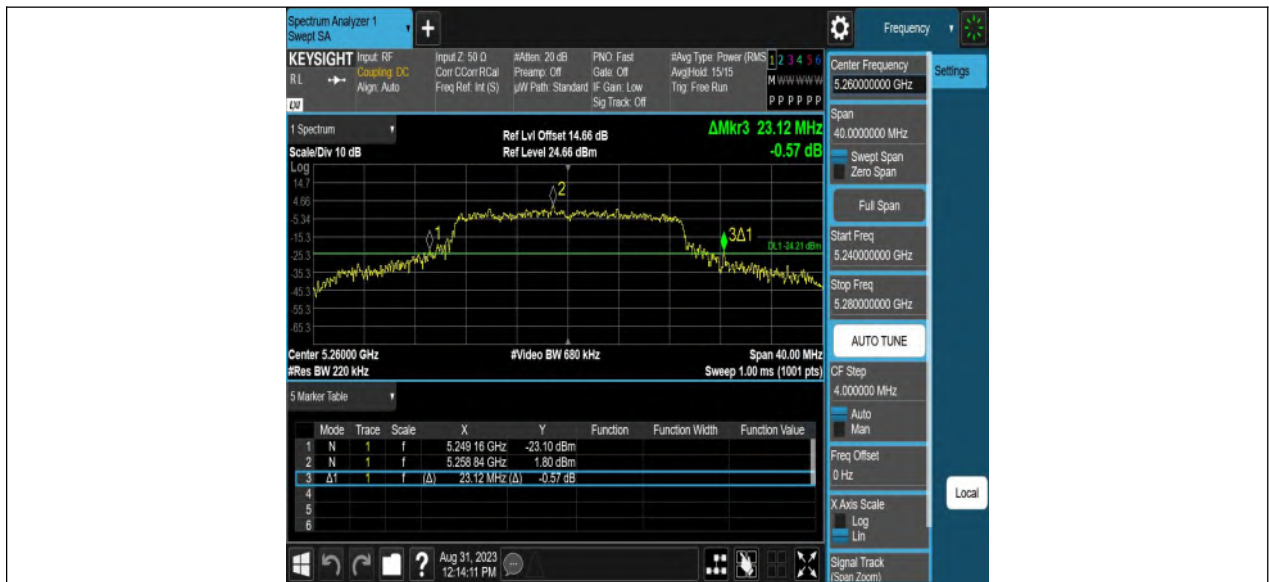 Spectrum Analyzer 1
Swept SA
+
Frequency
KEYSIGHT
RL
LXI
Input: RF
Coupling: DC
Align: Auto
Input Z: 50 Ω
Corr CCorr RCal
Freq Ref: Int (S)
#Atten: 20 dB
Preamp: Off
µW Path: Standard
PNO: Fast
Gate: Off
IF Gain: Low
Sig Track: Off
#Avg Type: Power (RMS
Avg|Hold: 15/15
Trig: Free Run
1 2 3 4 5 6
M W W W W W
P P P P P P
Center Frequency
5.260000000 GHz
Settings
Span
40.0000000 MHz
Swept Span
Zero Span
Full Span
Start Freq
5.240000000 GHz
Stop Freq
5.280000000 GHz
AUTO TUNE
CF Step
4.000000 MHz
Auto
Man
Freq Offset
0 Hz
X Axis Scale
Log
Lin
Signal Track
(Span Zoom)
Local
1 Spectrum
Scale/Div 10 dB
Ref Lvl Offset 14.66 dB
Ref Level 24.66 dBm
ΔMkr3 23.12 MHz
-0.57 dB
Log
14.7
4.66
-5.34
-15.3
-25.3
-35.3
-45.3
-55.3
-65.3
1
2
3Δ1
DL1 -24.21 dBm
Center 5.26000 GHz
#Res BW 220 kHz
#Video BW 680 kHz
Span 40.00 MHz
Sweep 1.00 ms (1001 pts)
5 Marker Table
Mode Trace Scale X Y Function Function Width Function Value
1 N 1 f 5.249 16 GHz -23.10 dBm
2 N 1 f 5.258 84 GHz 1.80 dBm
3 Δ1 1 f (Δ) 23.12 MHz (Δ) -0.57 dB
4
5
6
?
Aug 31, 2023
12:14:11 PM